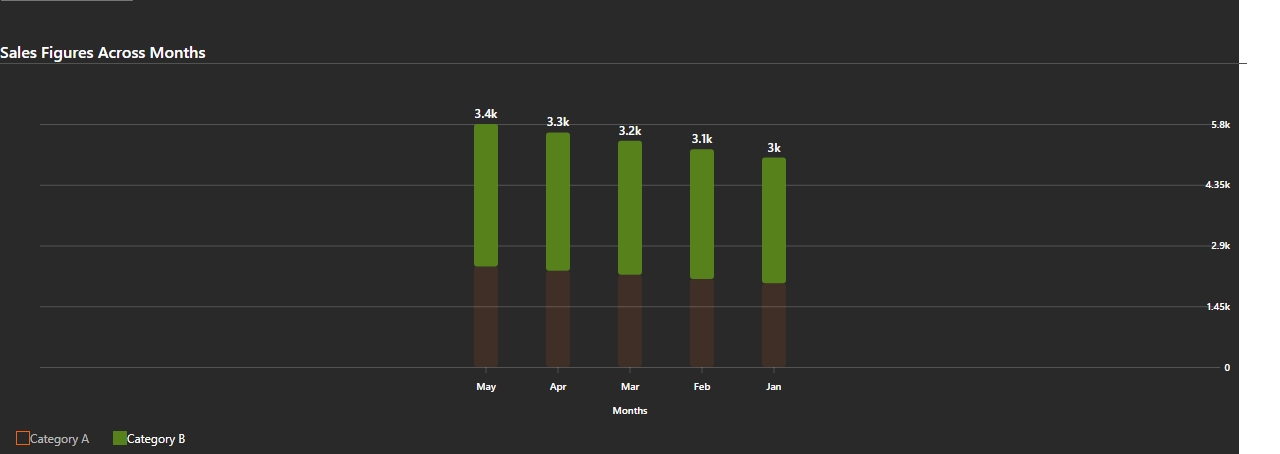 Sales Figures Across Months
3.4k 3.3k 3.2k 3.1k 3k
5.8k
4.35k
2.9k
1.45k
0
May Apr Mar Feb Jan
Months
Category A Category B